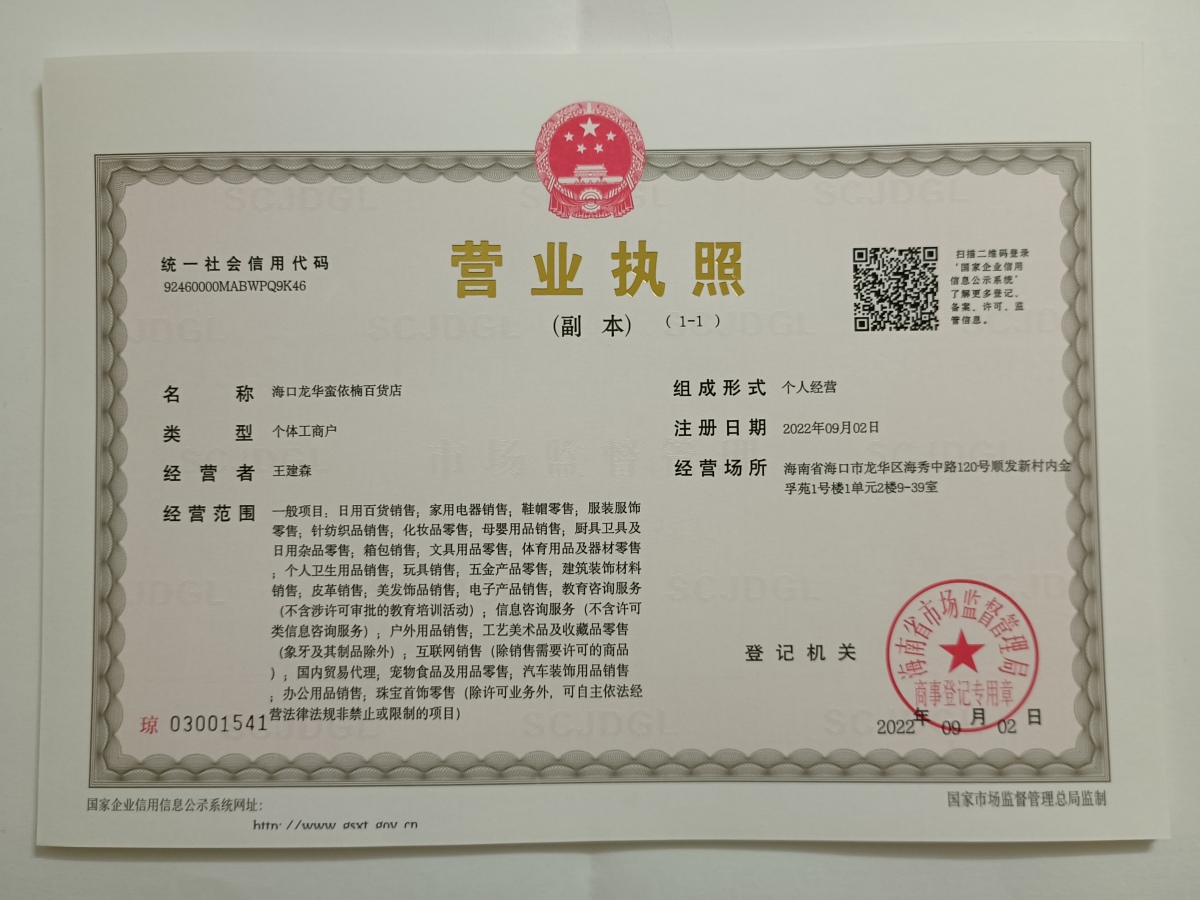 营业执照
(副 本) （1-1）
统一社会信用代码
92460000MABWPQ9K46
扫描二维码登录
‘国家企业信用
信息公示系统’
了解更多登记、
备案、许可、监
管信息。
名 称 海口龙华蛮依楠百货店
类 型 个体工商户
经营者 王建森
经营范围 一般项目：日用百货销售；家用电器销售；鞋帽零售；服装服饰
零售；针纺织品销售；化妆品零售；母婴用品销售；厨具卫具及
日用杂品零售；箱包销售；文具用品零售；体育用品及器材零售
；个人卫生用品销售；玩具销售；五金产品零售；建筑装饰材料
销售；皮革销售；美发饰品销售；电子产品销售；教育咨询服务
（不含涉许可审批的教育培训活动）；信息咨询服务（不含许可
类信息咨询服务）；户外用品销售；工艺美术品及收藏品零售
（象牙及其制品除外）；互联网销售（除销售需要许可的商品
）；国内贸易代理；宠物食品及用品零售；汽车装饰用品销售
；办公用品销售；珠宝首饰零售（除许可业务外，可自主依法经
营法律法规非禁止或限制的项目）
组成形式 个人经营
注册日期 2022年09月02日
经营场所 海南省海口市龙华区海秀中路120号顺发新村内金
孚苑1号楼1单元2楼9-39室
登记机关
海南省市场监督管理局
商事登记专用章
2022年 09月 02日
琼 03001541
国家企业信用信息公示系统网址：
http://www.gsxt.gov.cn
国家市场监督管理总局监制
SCJDGL
市场监督管理